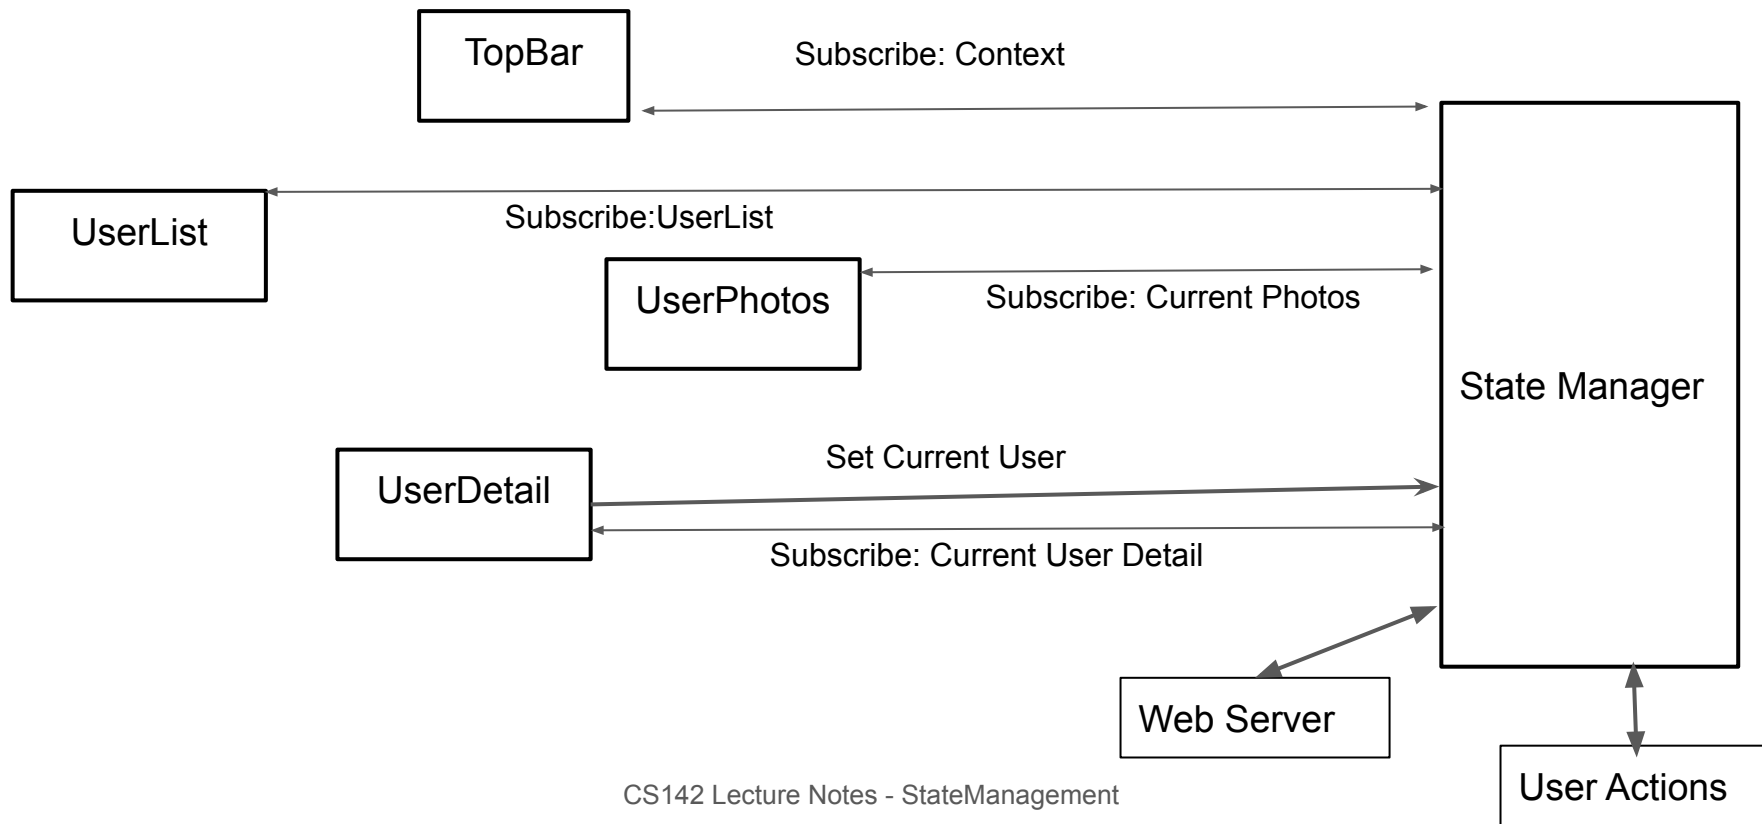 TopBar
Subscribe: Context
UserList
Subscribe:UserList
UserPhotos
Subscribe: Current Photos
State Manager
Set Current User
UserDetail
Subscribe: Current User Detail
Web Server
User Actions
CS142 Lecture Notes - StateManagement